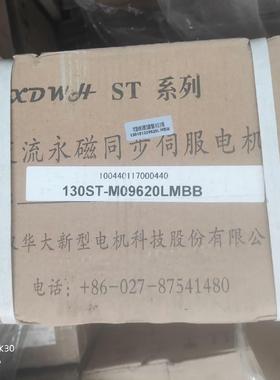 XDWH ST 系列
流永磁同步伺服电机
100440117000440
130ST-M09620LMBB
汉华大新型电机科技股份有限公
电话：+86-027-87541480